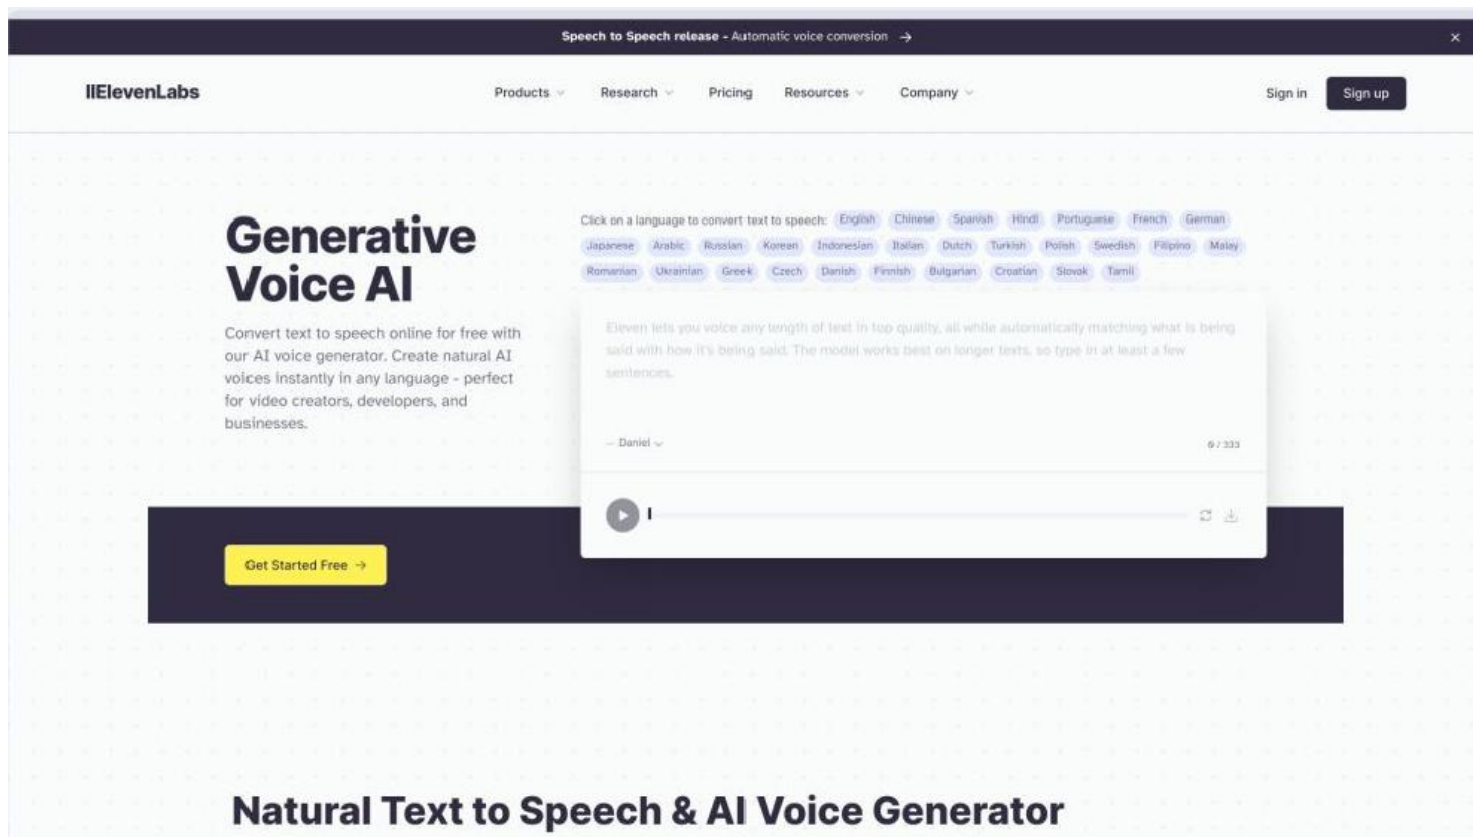 Speech to Speech release - Automatic voice conversion →
IIElevenLabs
Products
Research
Pricing
Resources
Company
Sign in
Sign up
Generative
Voice AI
Convert text to speech online for free with
our AI voice generator. Create natural AI
voices instantly in any language - perfect
for video creators, developers, and
businesses.
Get Started Free →
Click on a language to convert text to speech: English Chinese Spanish Hindi Portuguese French German
Japanese Arabic Russian Korean Indonesian Italian Dutch Turkish Polish Swedish Filipino Malay
Romanian Ukrainian Greek Czech Danish Finnish Bulgarian Croatian Slovak Tamil
Eleven lets you voice any length of text in top quality, all while automatically matching what is being
said with how it's being said. The model works best on longer texts, so type in at least a few
sentences.
— Daniel
0 / 333
Natural Text to Speech & AI Voice Generator